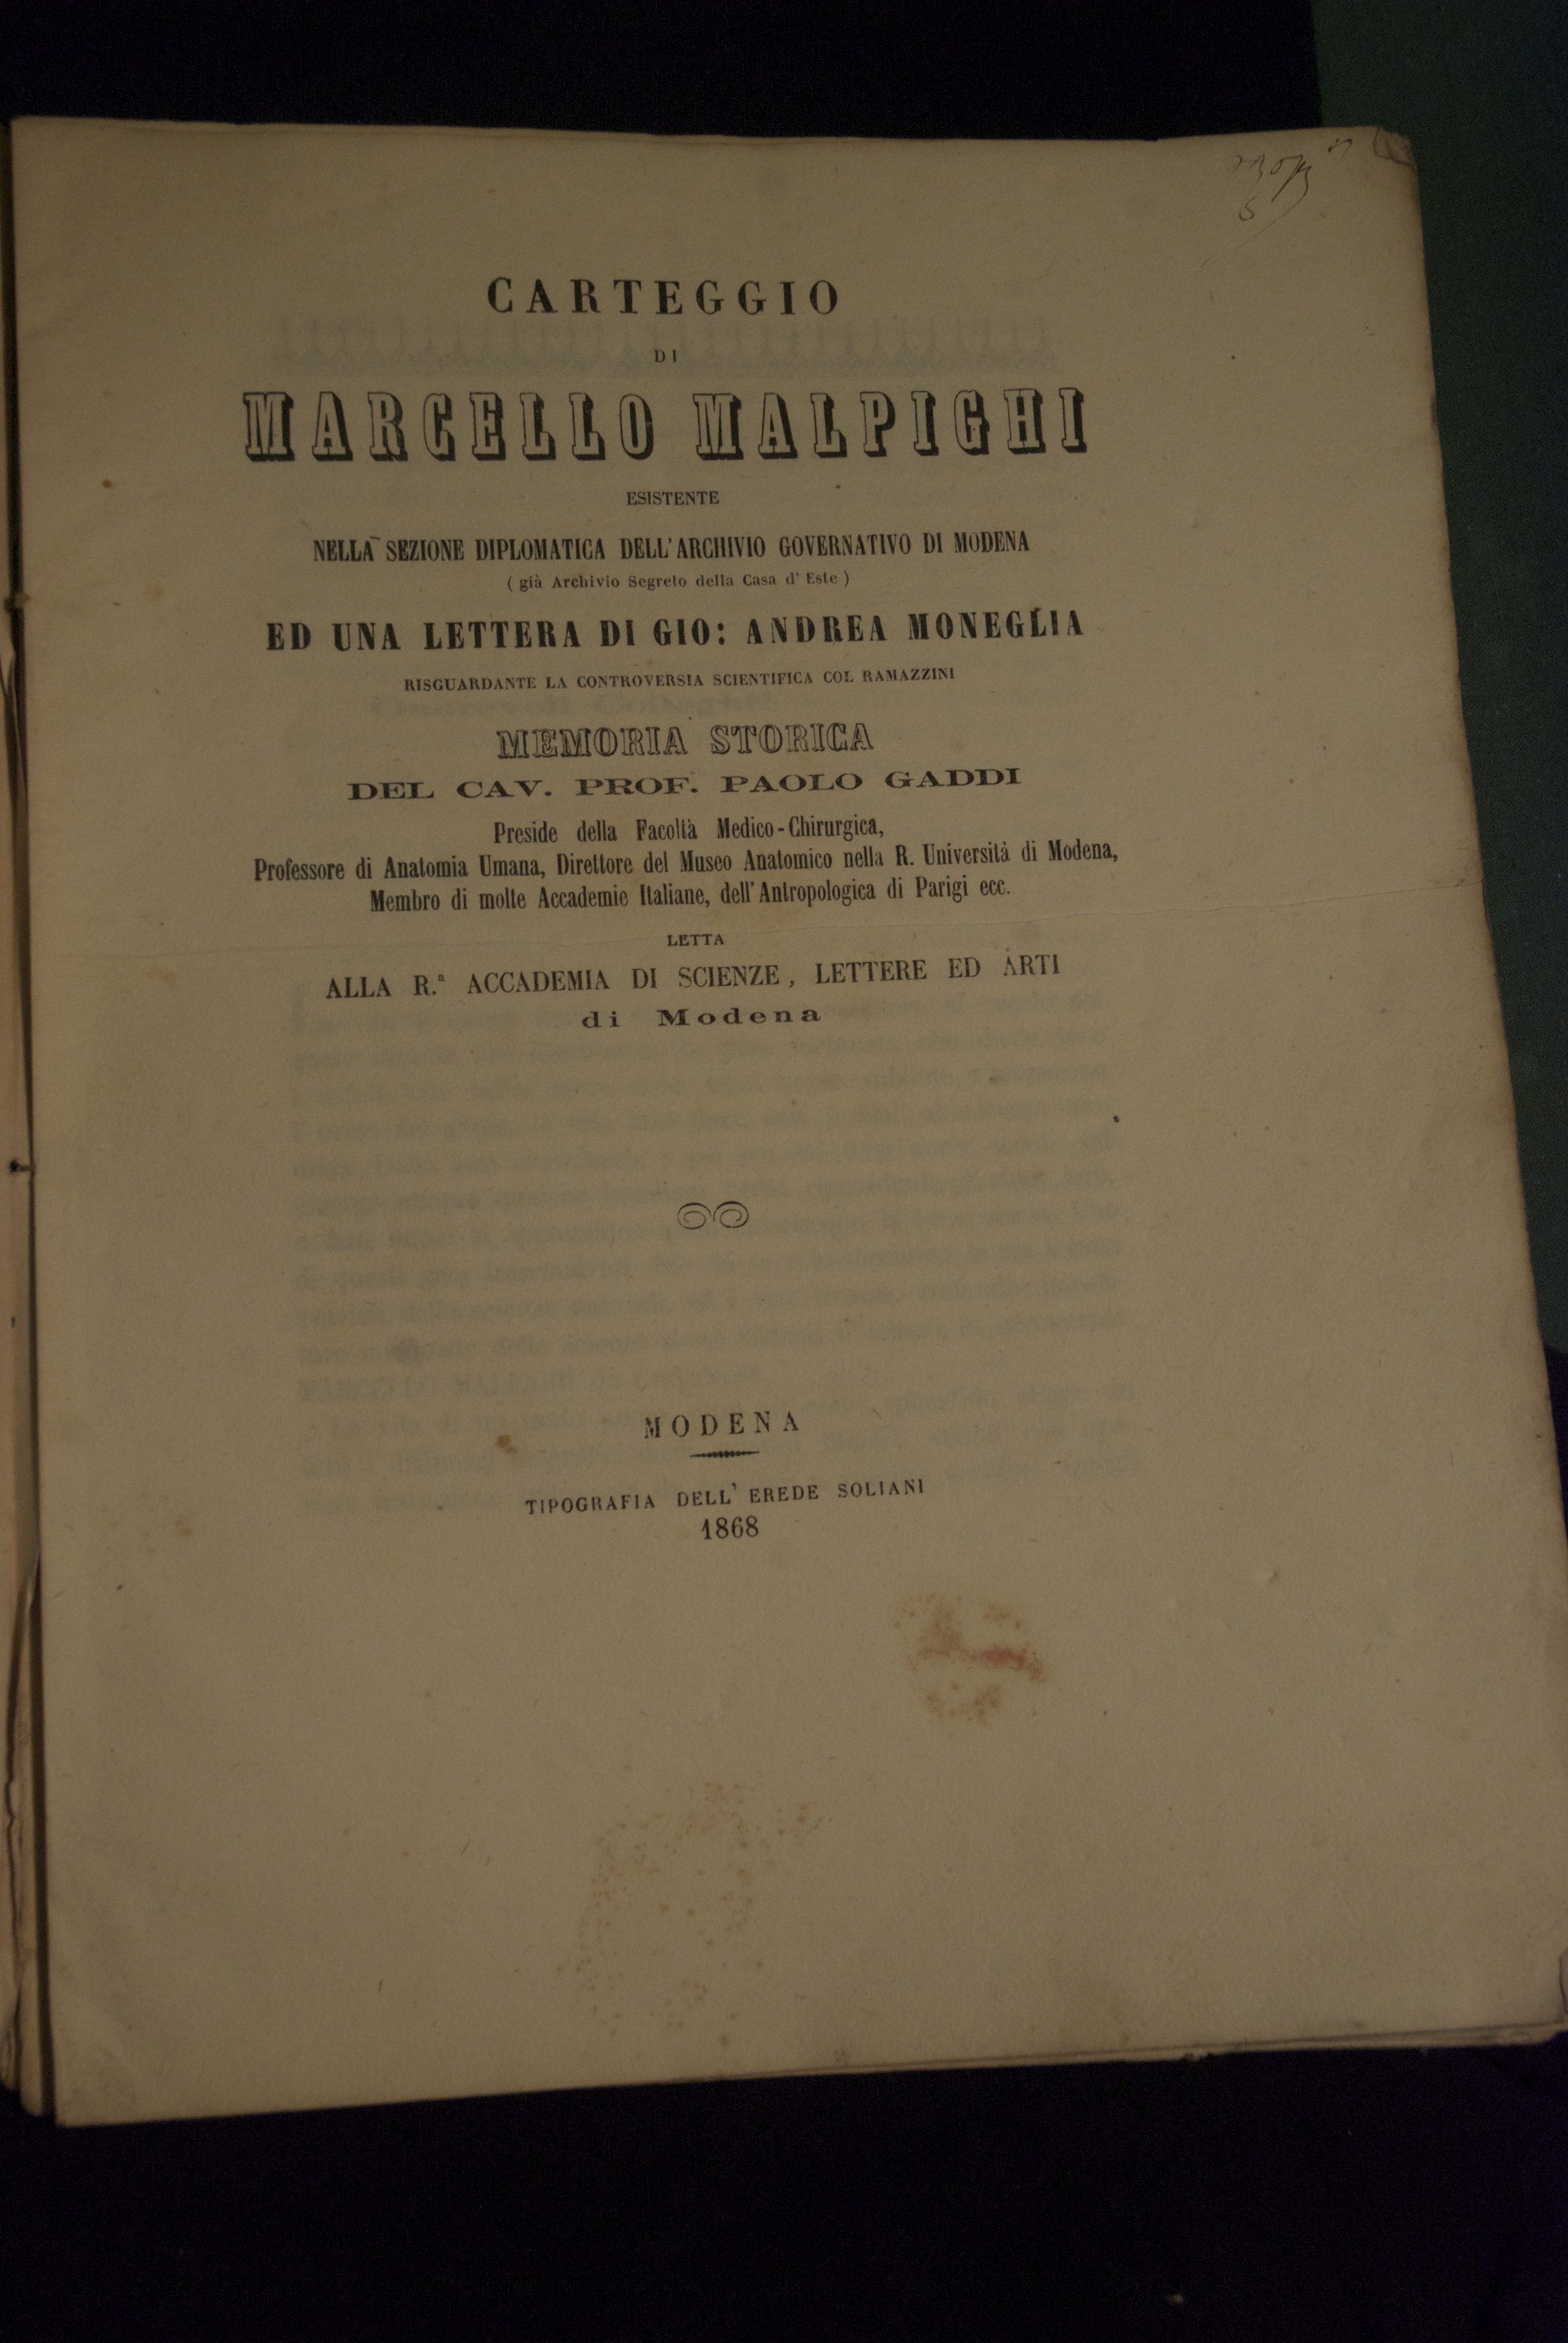 CARTEGGIO
DI
MARCELLO MALPIGHI
ESISTENTE
NELLA SEZIONE DIPLOMATICA DELL'ARCHIVIO GOVERNATIVO DI MODENA
( già Archivio Segreto della Casa d' Este )
ED UNA LETTERA DI GIO: ANDREA MONEGLIA
RISGUARDANTE LA CONTROVERSIA SCIENTIFICA COL RAMAZZINI
MEMORIA STORICA
DEL CAV. PROF. PAOLO GADDI
Preside della Facoltà Medico-Chirurgica,
Professore di Anatomia Umana, Direttore del Museo Anatomico nella R. Università di Modena,
Membro di molte Accademie Italiane, dell'Antropologica di Parigi ecc.
LETTA
ALLA R.ª ACCADEMIA DI SCIENZE, LETTERE ED ARTI
di Modena
MODENA
TIPOGRAFIA DELL' EREDE SOLIANI
1868